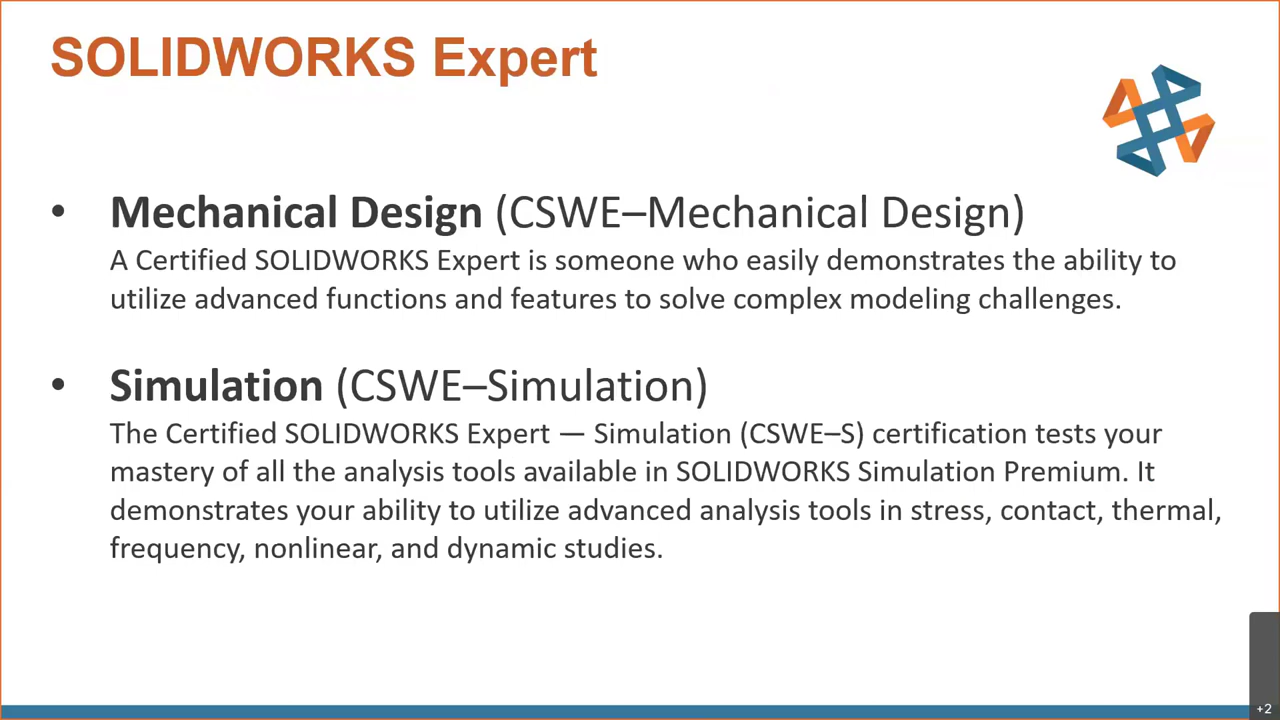 SOLIDWORKS Expert
• Mechanical Design (CSWE–Mechanical Design)
A Certified SOLIDWORKS Expert is someone who easily demonstrates the ability to
utilize advanced functions and features to solve complex modeling challenges.
• Simulation (CSWE–Simulation)
The Certified SOLIDWORKS Expert — Simulation (CSWE–S) certification tests your
mastery of all the analysis tools available in SOLIDWORKS Simulation Premium. It
demonstrates your ability to utilize advanced analysis tools in stress, contact, thermal,
frequency, nonlinear, and dynamic studies.
+2